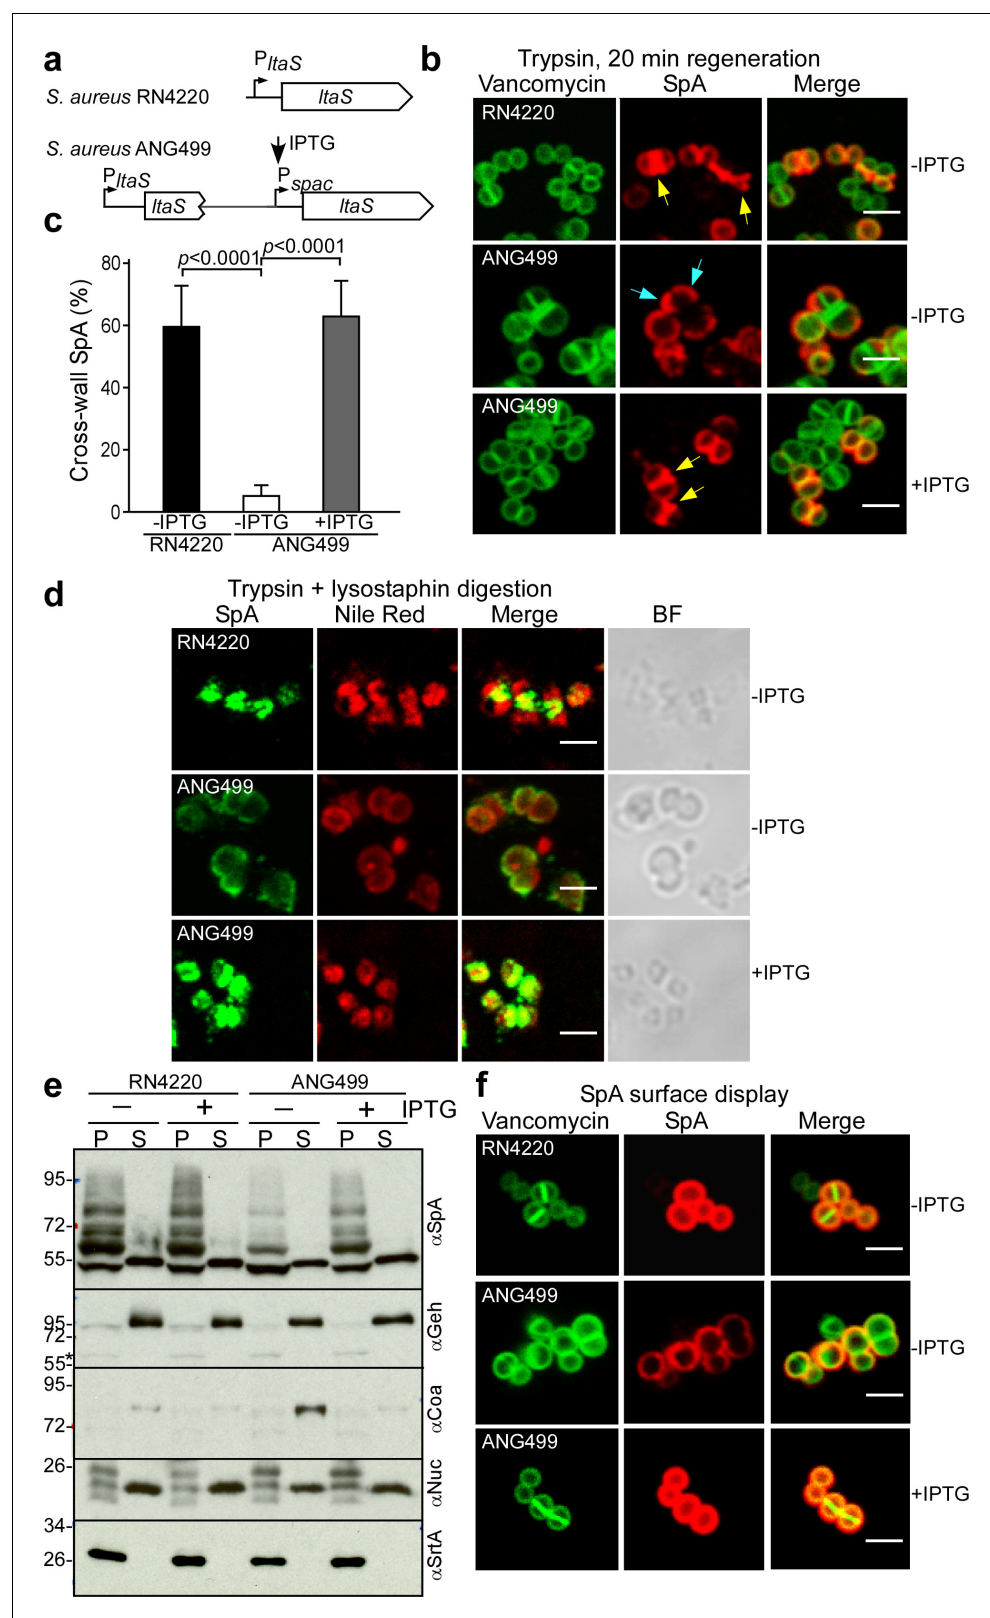 a
PltaS
S. aureus RN4220
ltaS
S. aureus ANG499
IPTG
PltaS
Pspac
ltaS
ltaS
b
Trypsin, 20 min regeneration
Vancomycin SpA Merge
RN4220
-IPTG
ANG499
-IPTG
ANG499
+IPTG
c
p<0.0001 p<0.0001
Cross-wall SpA (%)
80
60
40
20
0
-IPTG -IPTG +IPTG
RN4220 ANG499
d
Trypsin + lysostaphin digestion
SpA Nile Red Merge BF
RN4220
-IPTG
ANG499
-IPTG
ANG499
+IPTG
e
RN4220 ANG499
– + – + IPTG
P S P S P S P S
95-
72-
55-
αSpA
95-
72-
55-*
αGeh
95-
72-
αCoa
26-
αNuc
34-
26-
αSrtA
f
SpA surface display
Vancomycin SpA Merge
RN4220
-IPTG
ANG499
-IPTG
ANG499
+IPTG